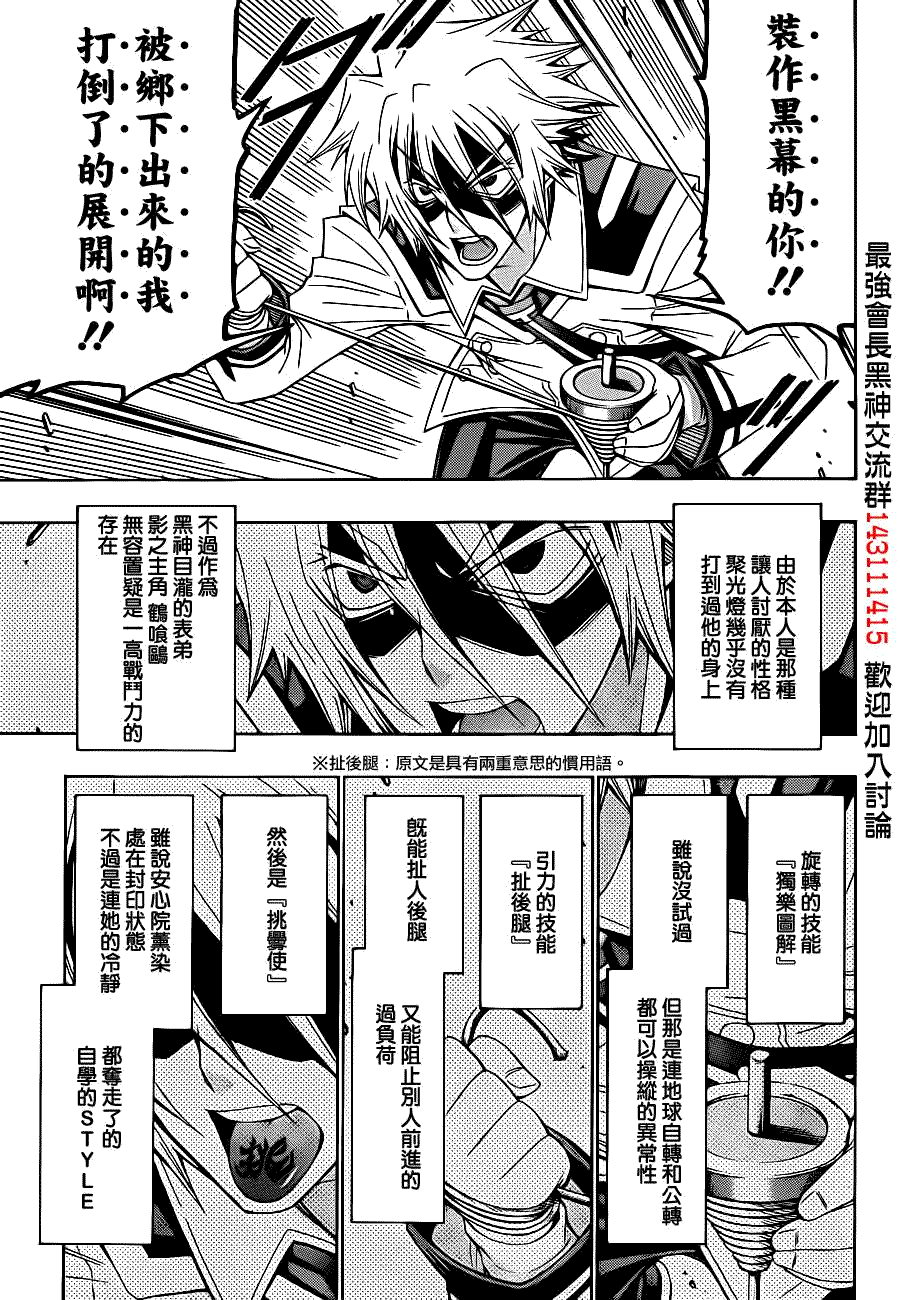 裝作黑幕的你!!
被鄉下出來的我
打倒了的展開啊!!
由於本人是那種
讓人討厭的性格
聚光燈幾乎沒有
打到過他的身上
不過作爲
黑神目瀧的表弟
影之主角 鶴喰鷗
無容置疑是一高戰鬥力的
存在
※扯後腿：原文是具有兩重意思的慣用語。
旋轉的技能
『獨樂圖解』
雖說沒試過
但那是連地球自轉和公轉
都可以操縱的異常性
引力的技能
『扯後腿』
既能扯人後腿
又能阻止別人前進的
過負荷
然後是『挑釁使』
雖說安心院薰染
處在封印狀態
不過是連她的冷靜
都奪走了的
自學的STYLE
最強會長黑神交流群143111415 歡迎加入討論